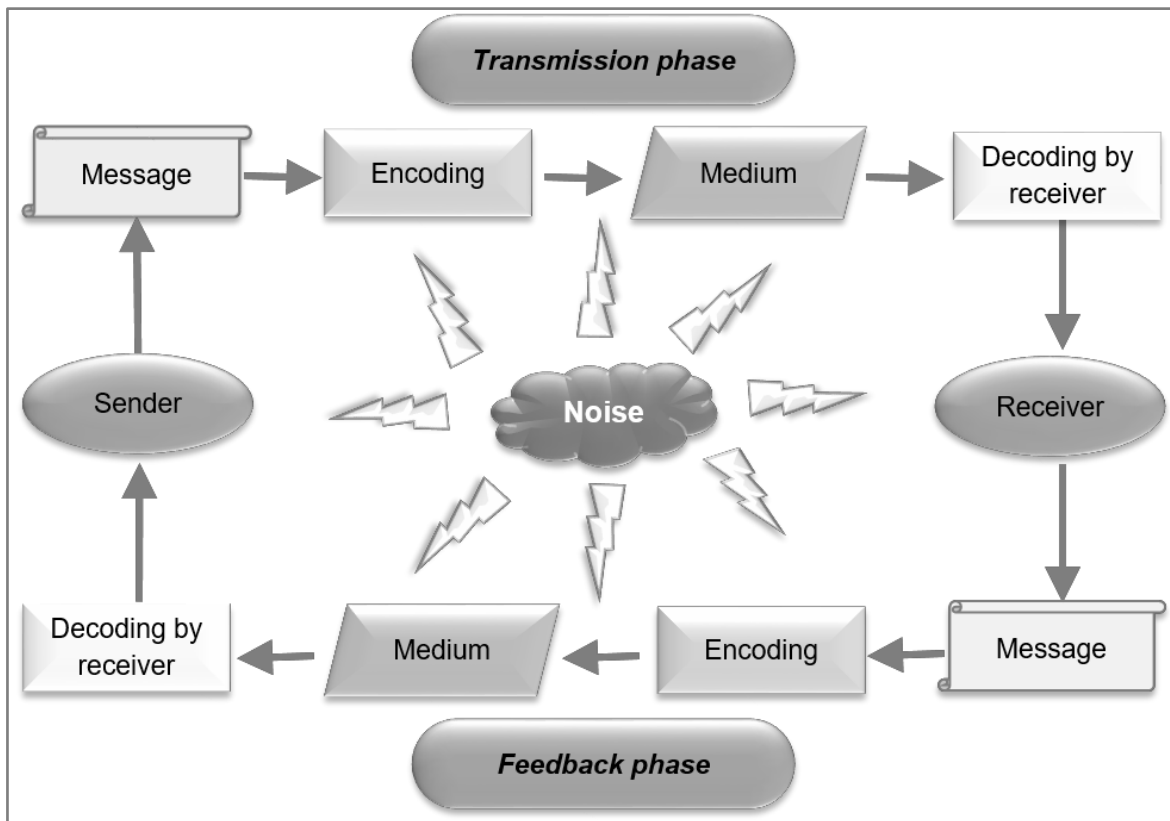 Transmission phase
Message
Encoding
Medium
Decoding by
receiver
Sender
Noise
Receiver
Decoding by
receiver
Medium
Encoding
Message
Feedback phase